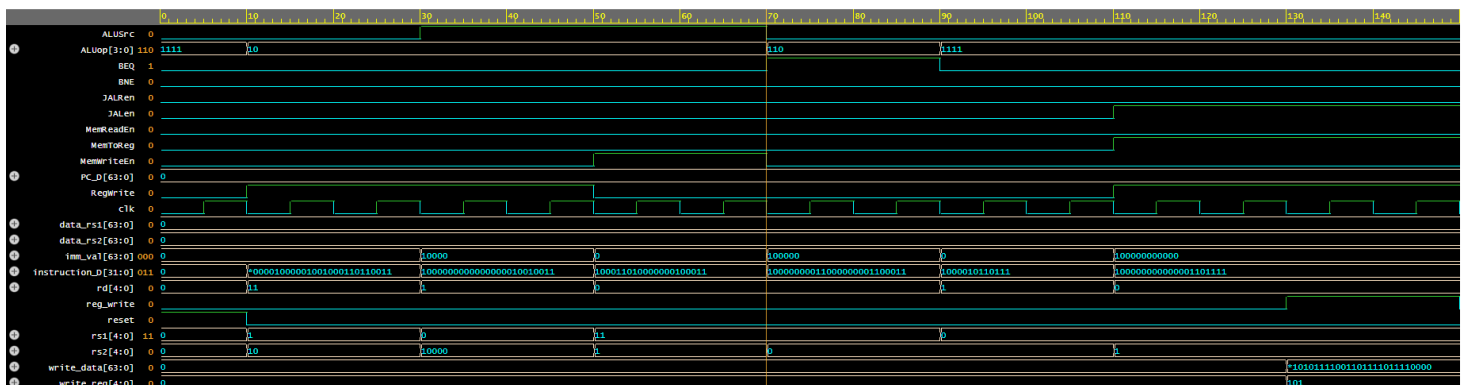 0 10 20 30 40 50 60 70 80 90 100 110 120 130 140
ALUSrc 0
ALUop[3:0] 110 1111 10 110 1111
BEQ 1
BNE 0
JALRen 0
JALen 0
MemReadEn 0
MemToReg 0
MemWriteEn 0
PC_D[63:0] 0 0
RegWrite 0
clk 0
data_rs1[63:0] 0 0
data_rs2[63:0] 0 0
imm_val[63:0] 000 0 10000 0 100000 0 100000000000
instruction_D[31:0] 011 0 *00001000001001000110110011 1000000000000000010010011 100011010000000100011 10000000011000000001100011 1000010110111 100000000000001101111
rd[4:0] 0 0 11 1 0 1 0
reg_write 0
reset 0
rs1[4:0] 11 0 1 0 11 0
rs2[4:0] 0 0 10 10000 1 0 1
write_data[63:0] 0 0 *10101111001101111011110000
write_reg[4:0] 0 0 101